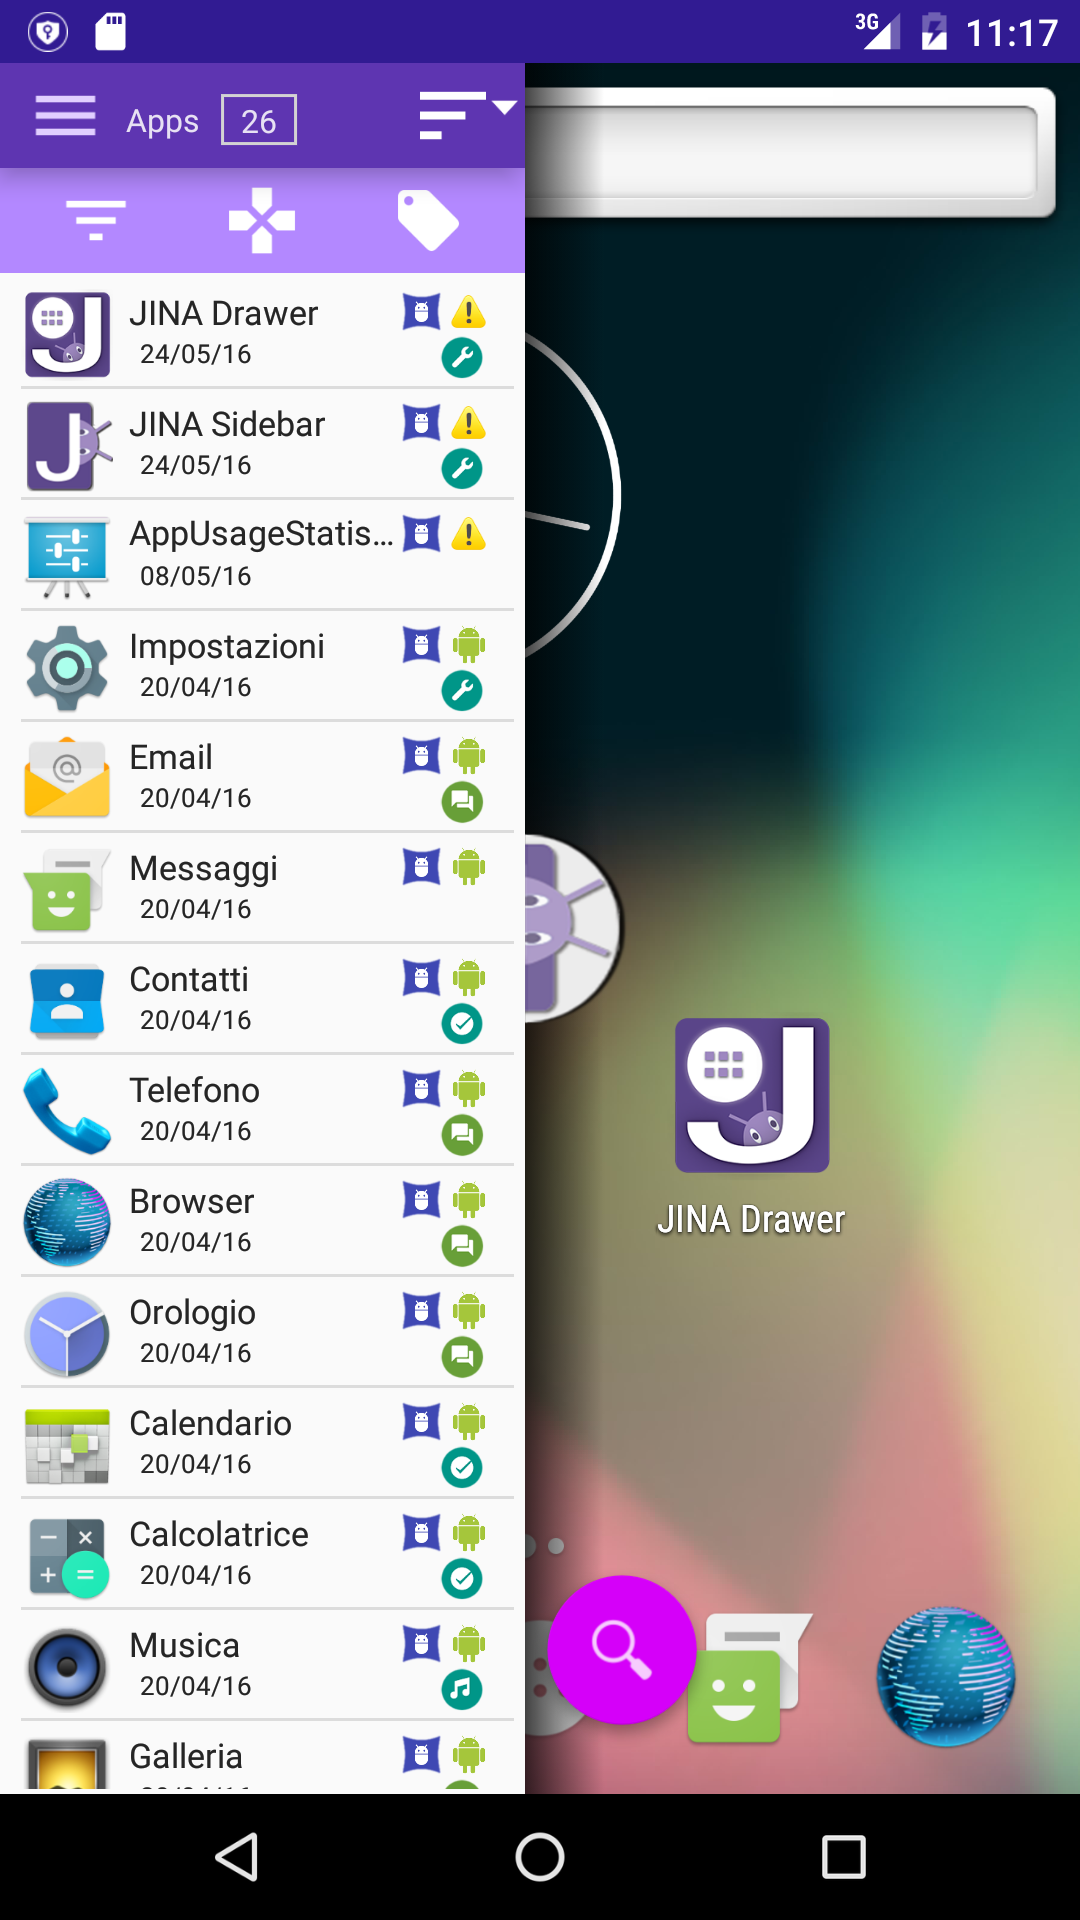 3G 11:17
Apps 26
JINA Drawer
24/05/16
JINA Sidebar
24/05/16
AppUsageStatis...
08/05/16
Impostazioni
20/04/16
Email
20/04/16
Messaggi
20/04/16
Contatti
20/04/16
Telefono
20/04/16
JINA Drawer
Browser
20/04/16
Orologio
20/04/16
Calendario
20/04/16
Calcolatrice
20/04/16
Musica
20/04/16
Galleria